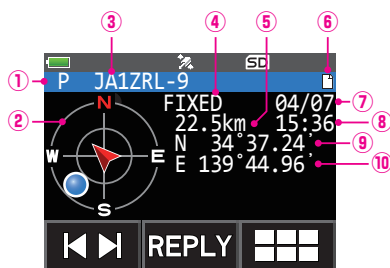 ③ ④ ⑤ ⑥
SD
① P JA1ZRL-9
② N FIXED 04/07 ⑦
22.5km 15:36 ⑧
N 34°37.24' ⑨
W E E 139°44.96' ⑩
S
REPLY